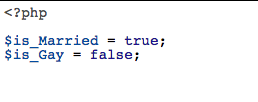 <?php
$is_Married = true;
$is_Gay = false;